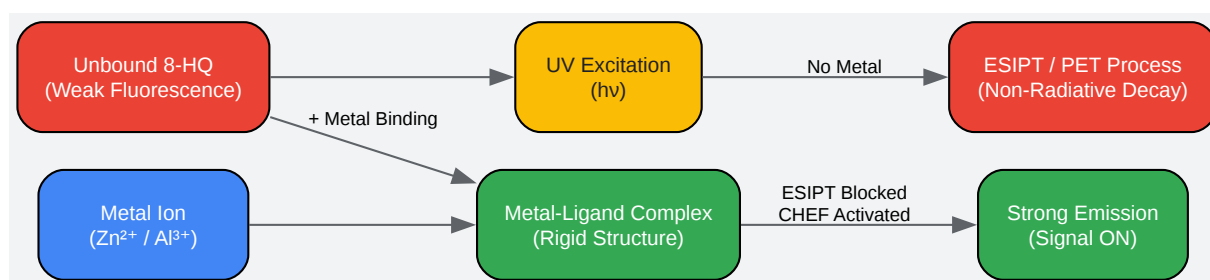 Unbound 8-HQ
(Weak Fluorescence)
UV Excitation
(hν)
No Metal
ESIPT / PET Process
(Non-Radiative Decay)
+ Metal Binding
Metal Ion
(Zn²⁺ / Al³⁺)
Metal-Ligand Complex
(Rigid Structure)
ESIPT Blocked
CHEF Activated
Strong Emission
(Signal ON)